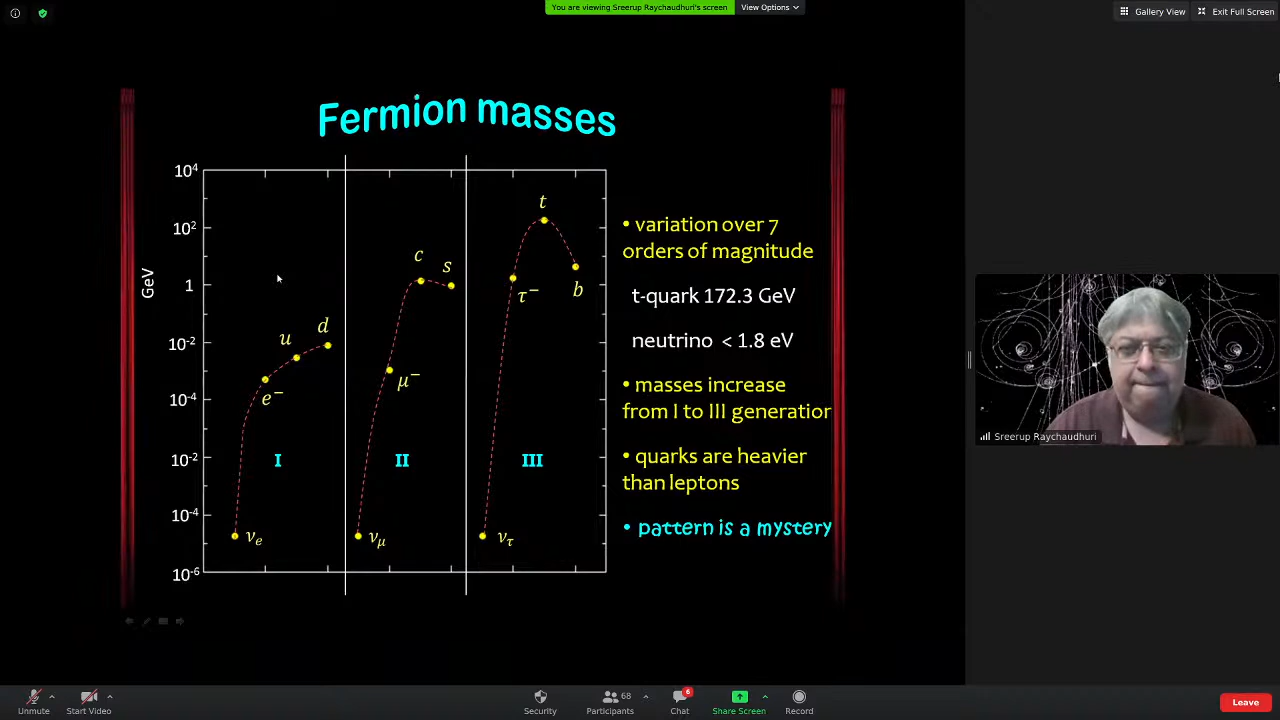 You are viewing Sreerup Raychaudhuri's screen
View Options
Gallery View
Exit Full Screen
Fermion masses
10⁴
10²
1
10⁻²
10⁻⁴
10⁻²
10⁻⁴
10⁻⁶
GeV
νₑ
e⁻
u
d
I
ν_μ
μ⁻
c
s
II
ν_τ
τ⁻
t
b
III
• variation over 7
orders of magnitude
t-quark 172.3 GeV
neutrino < 1.8 eV
• masses increase
from I to III generation
• quarks are heavier
than leptons
• pattern is a mystery
Sreerup Raychaudhuri
Unmute
Start Video
Security
68
Participants
6
Chat
Share Screen
Record
Leave